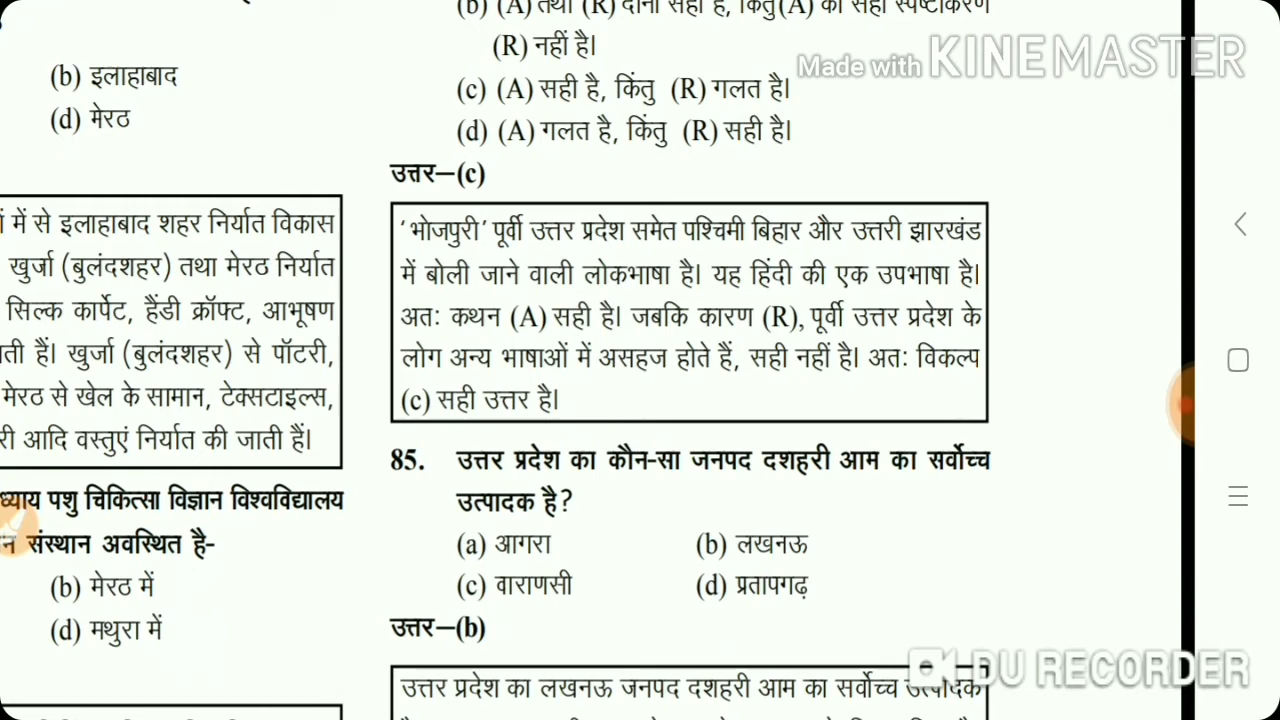 (b) इलाहाबाद
(d) मेरठ
में से इलाहाबाद शहर निर्यात विकास
खुर्जा (बुलंदशहर) तथा मेरठ निर्यात
सिल्क कार्पेट, हैंडी क्रॉफ्ट, आभूषण
हैं। खुर्जा (बुलंदशहर) से पॉटरी,
मेरठ से खेल के सामान, टेक्सटाइल्स,
आदि वस्तुएं निर्यात की जाती हैं।
पशु चिकित्सा विज्ञान विश्वविद्यालय
संस्थान अवस्थित है-
(b) मेरठ में
(d) मथुरा में
(b) (A) तथा (R) दोनों सही हैं, किंतु (A) का सही स्पष्टीकरण
(R) नहीं है।
(c) (A) सही है, किंतु (R) गलत है।
(d) (A) गलत है, किंतु (R) सही है।
उत्तर–(c)
'भोजपुरी' पूर्वी उत्तर प्रदेश समेत पश्चिमी बिहार और उत्तरी झारखंड
में बोली जाने वाली लोकभाषा है। यह हिंदी की एक उपभाषा है।
अतः कथन (A) सही है। जबकि कारण (R), पूर्वी उत्तर प्रदेश के
लोग अन्य भाषाओं में असहज होते हैं, सही नहीं है। अतः विकल्प
(c) सही उत्तर है।
85. उत्तर प्रदेश का कौन-सा जनपद दशहरी आम का सर्वोच्च
उत्पादक है?
(a) आगरा (b) लखनऊ
(c) वाराणसी (d) प्रतापगढ़
उत्तर–(b)
उत्तर प्रदेश का लखनऊ जनपद दशहरी आम का सर्वोच्च उत्पादक
Made with KINEMASTER
DU RECORDER